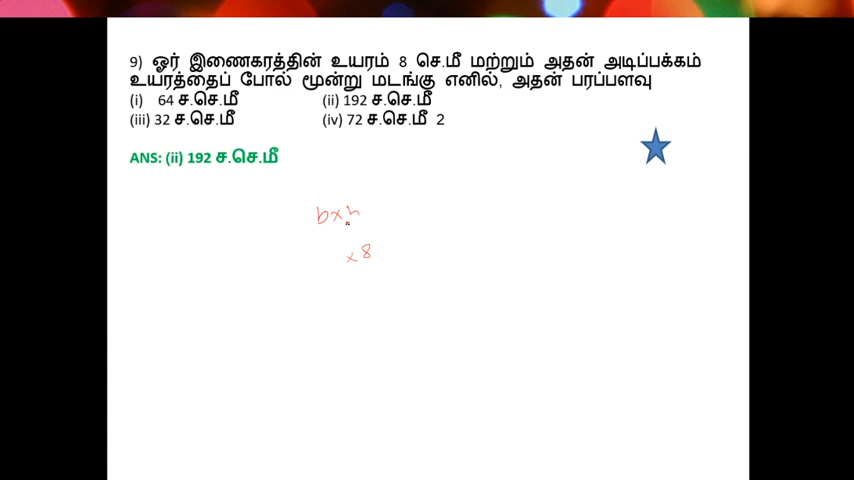 9) ஓர் இணைகரத்தின் உயரம் 8 செ.மீ மற்றும் அதன் அடிப்பக்கம்
உயரத்தைப் போல் மூன்று மடங்கு எனில், அதன் பரப்பளவு
(i) 64 ச.செ.மீ (ii) 192 ச.செ.மீ
(iii) 32 ச.செ.மீ (iv) 72 ச.செ.மீ 2
ANS: (ii) 192 ச.செ.மீ
b×h
×8